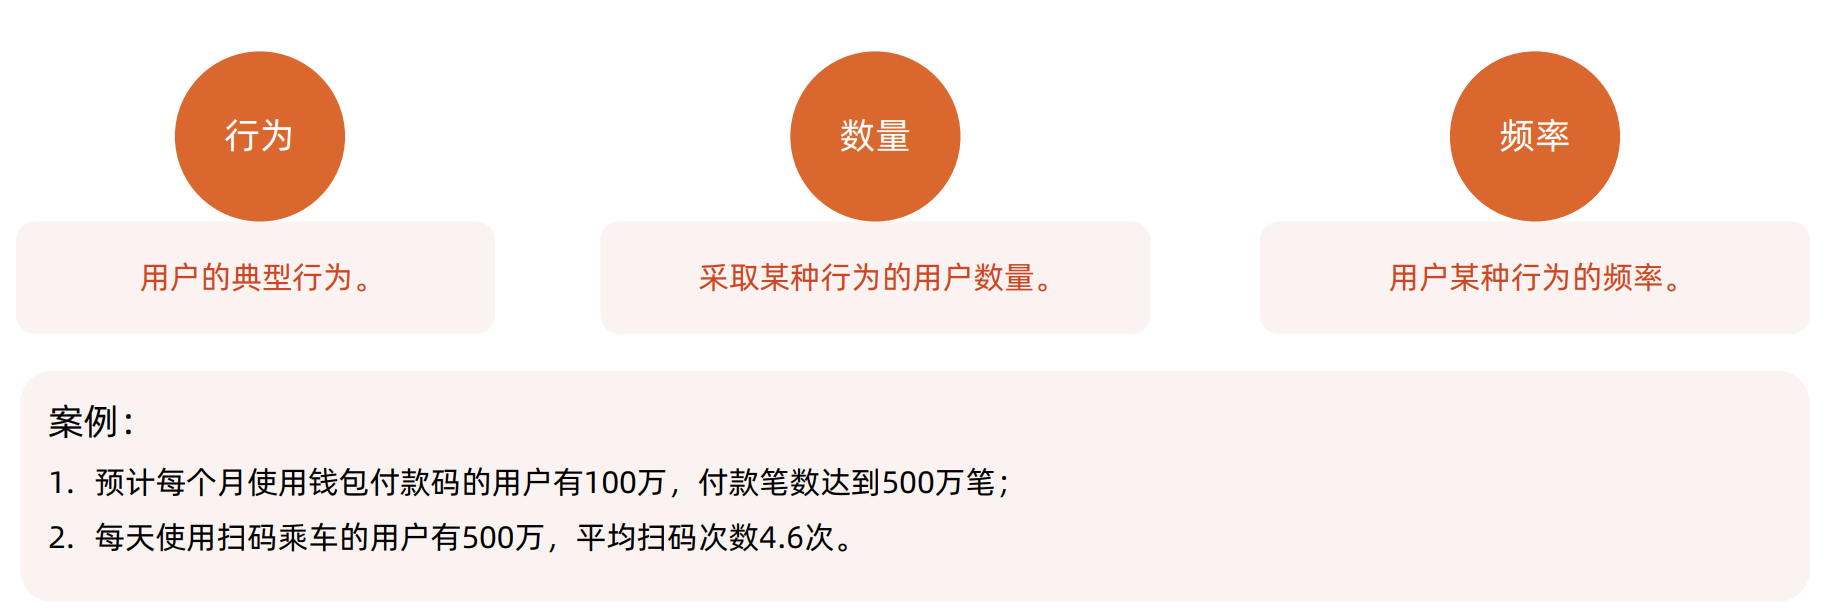 行为
数量
频率
用户的典型行为。
采取某种行为的用户数量。
用户某种行为的频率。
案例：
1. 预计每个月使用钱包付款码的用户有100万，付款笔数达到500万笔；
2. 每天使用扫码乘车的用户有500万，平均扫码次数4.6次。